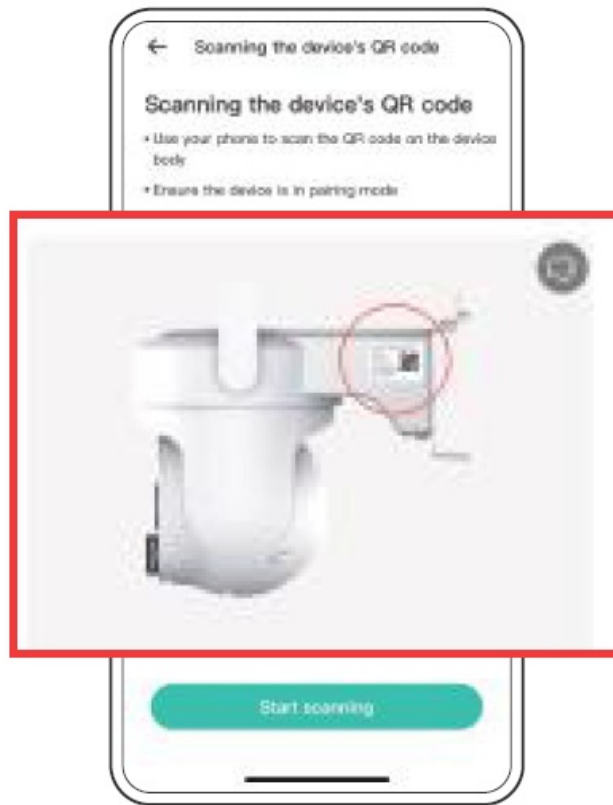 Scanning the device's QR code
Scanning the device's QR code
• Use your phone to scan the QR code on the device
body
• Ensure the device is in pairing mode
Start scanning